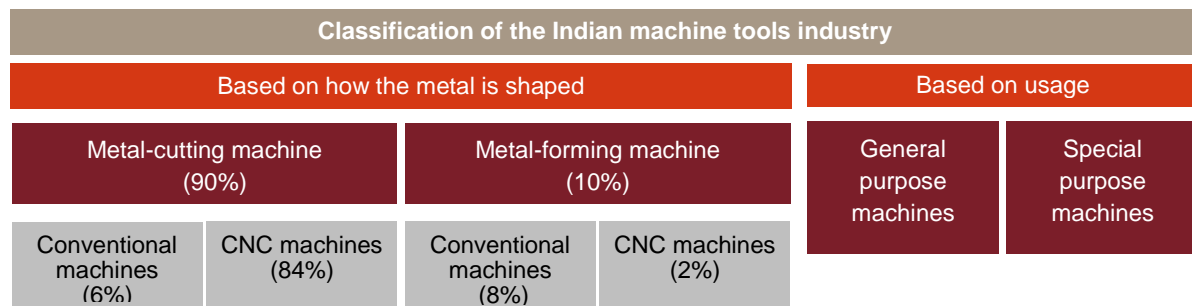 Classification of the Indian machine tools industry
Based on how the metal is shaped
Based on usage
Metal-cutting machine
(90%)
Metal-forming machine
(10%)
General
purpose
machines
Special
purpose
machines
Conventional
machines
(6%)
CNC machines
(84%)
Conventional
machines
(8%)
CNC machines
(2%)